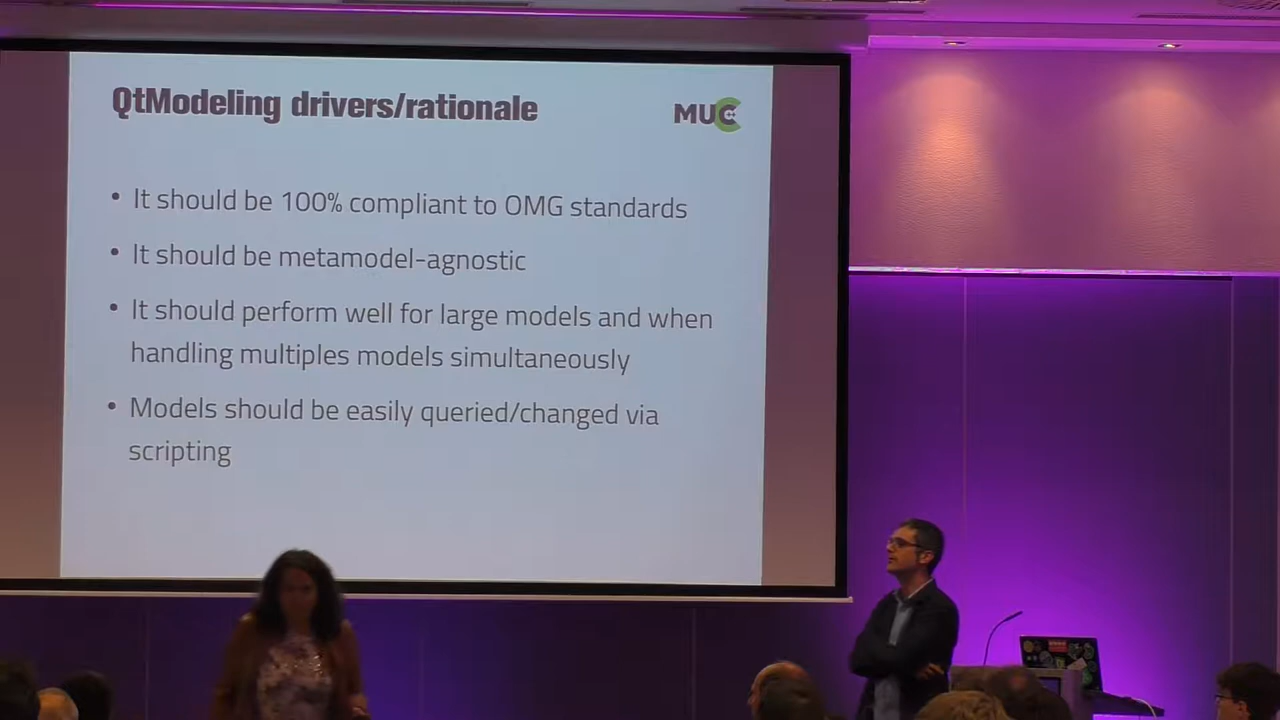 QtModeling drivers/rationale
MUC
• It should be 100% compliant to OMG standards
• It should be metamodel-agnostic
• It should perform well for large models and when
handling multiples models simultaneously
• Models should be easily queried/changed via
scripting